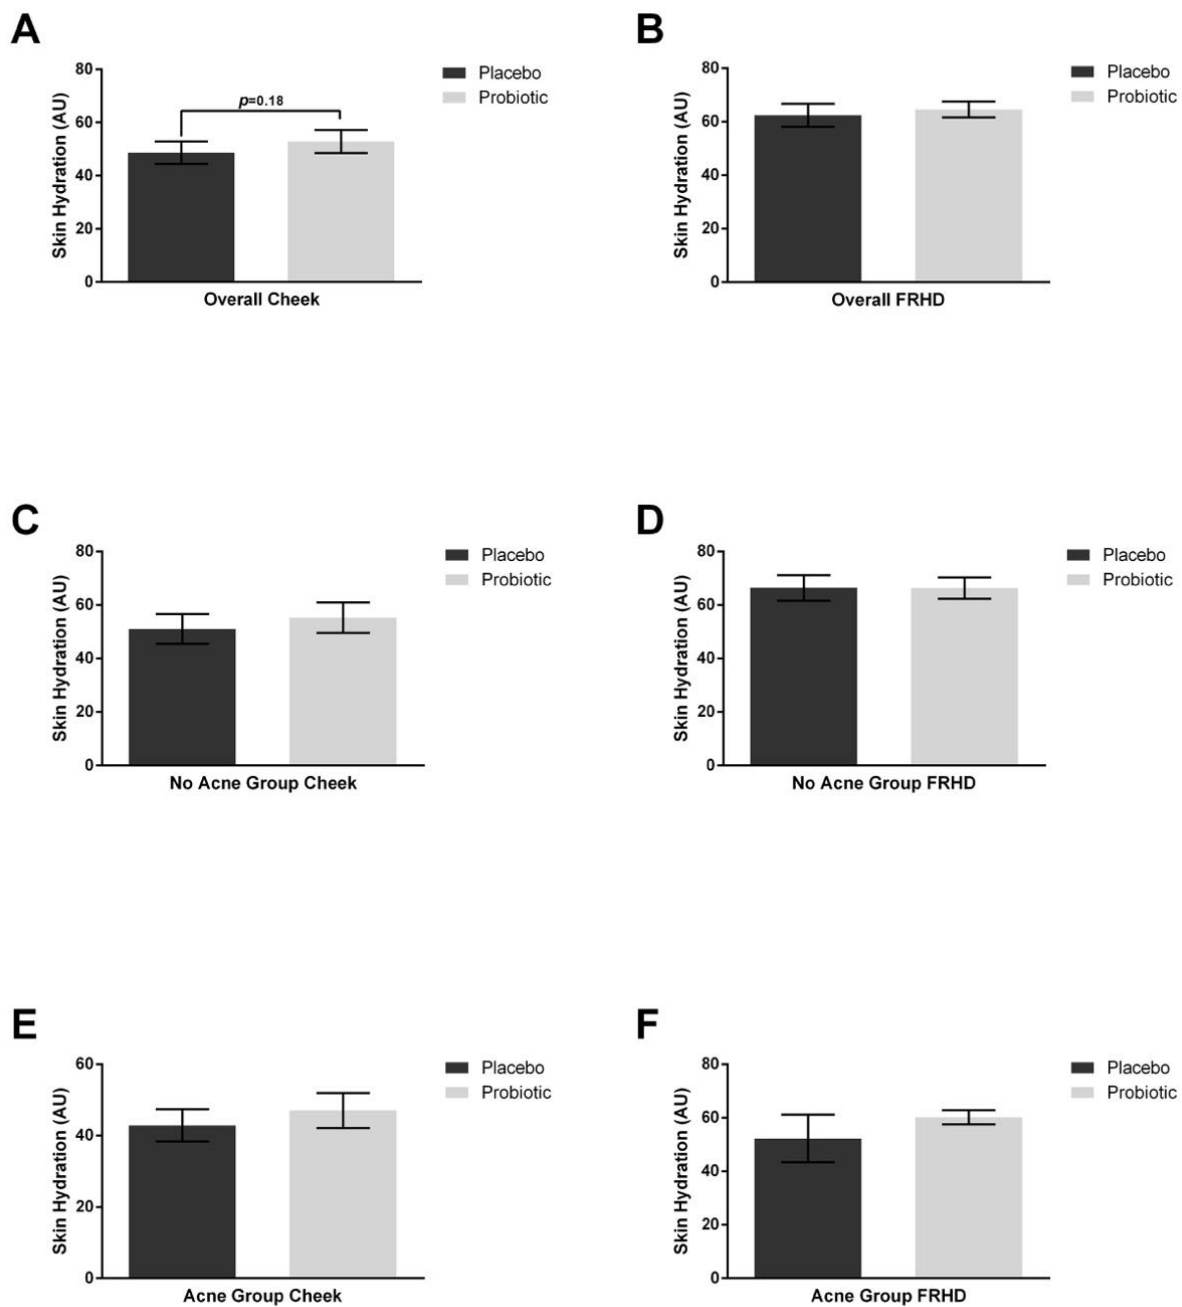 A
Skin Hydration (AU)
80
60
40
20
0
p=0.18
Placebo
Probiotic
Overall Cheek
B
Skin Hydration (AU)
80
60
40
20
0
Placebo
Probiotic
Overall FRHD
C
Skin Hydration (AU)
80
60
40
20
0
Placebo
Probiotic
No Acne Group Cheek
D
Skin Hydration (AU)
80
60
40
20
0
Placebo
Probiotic
No Acne Group FRHD
E
Skin Hydration (AU)
60
40
20
0
Placebo
Probiotic
Acne Group Cheek
F
Skin Hydration (AU)
80
60
40
20
0
Placebo
Probiotic
Acne Group FRHD